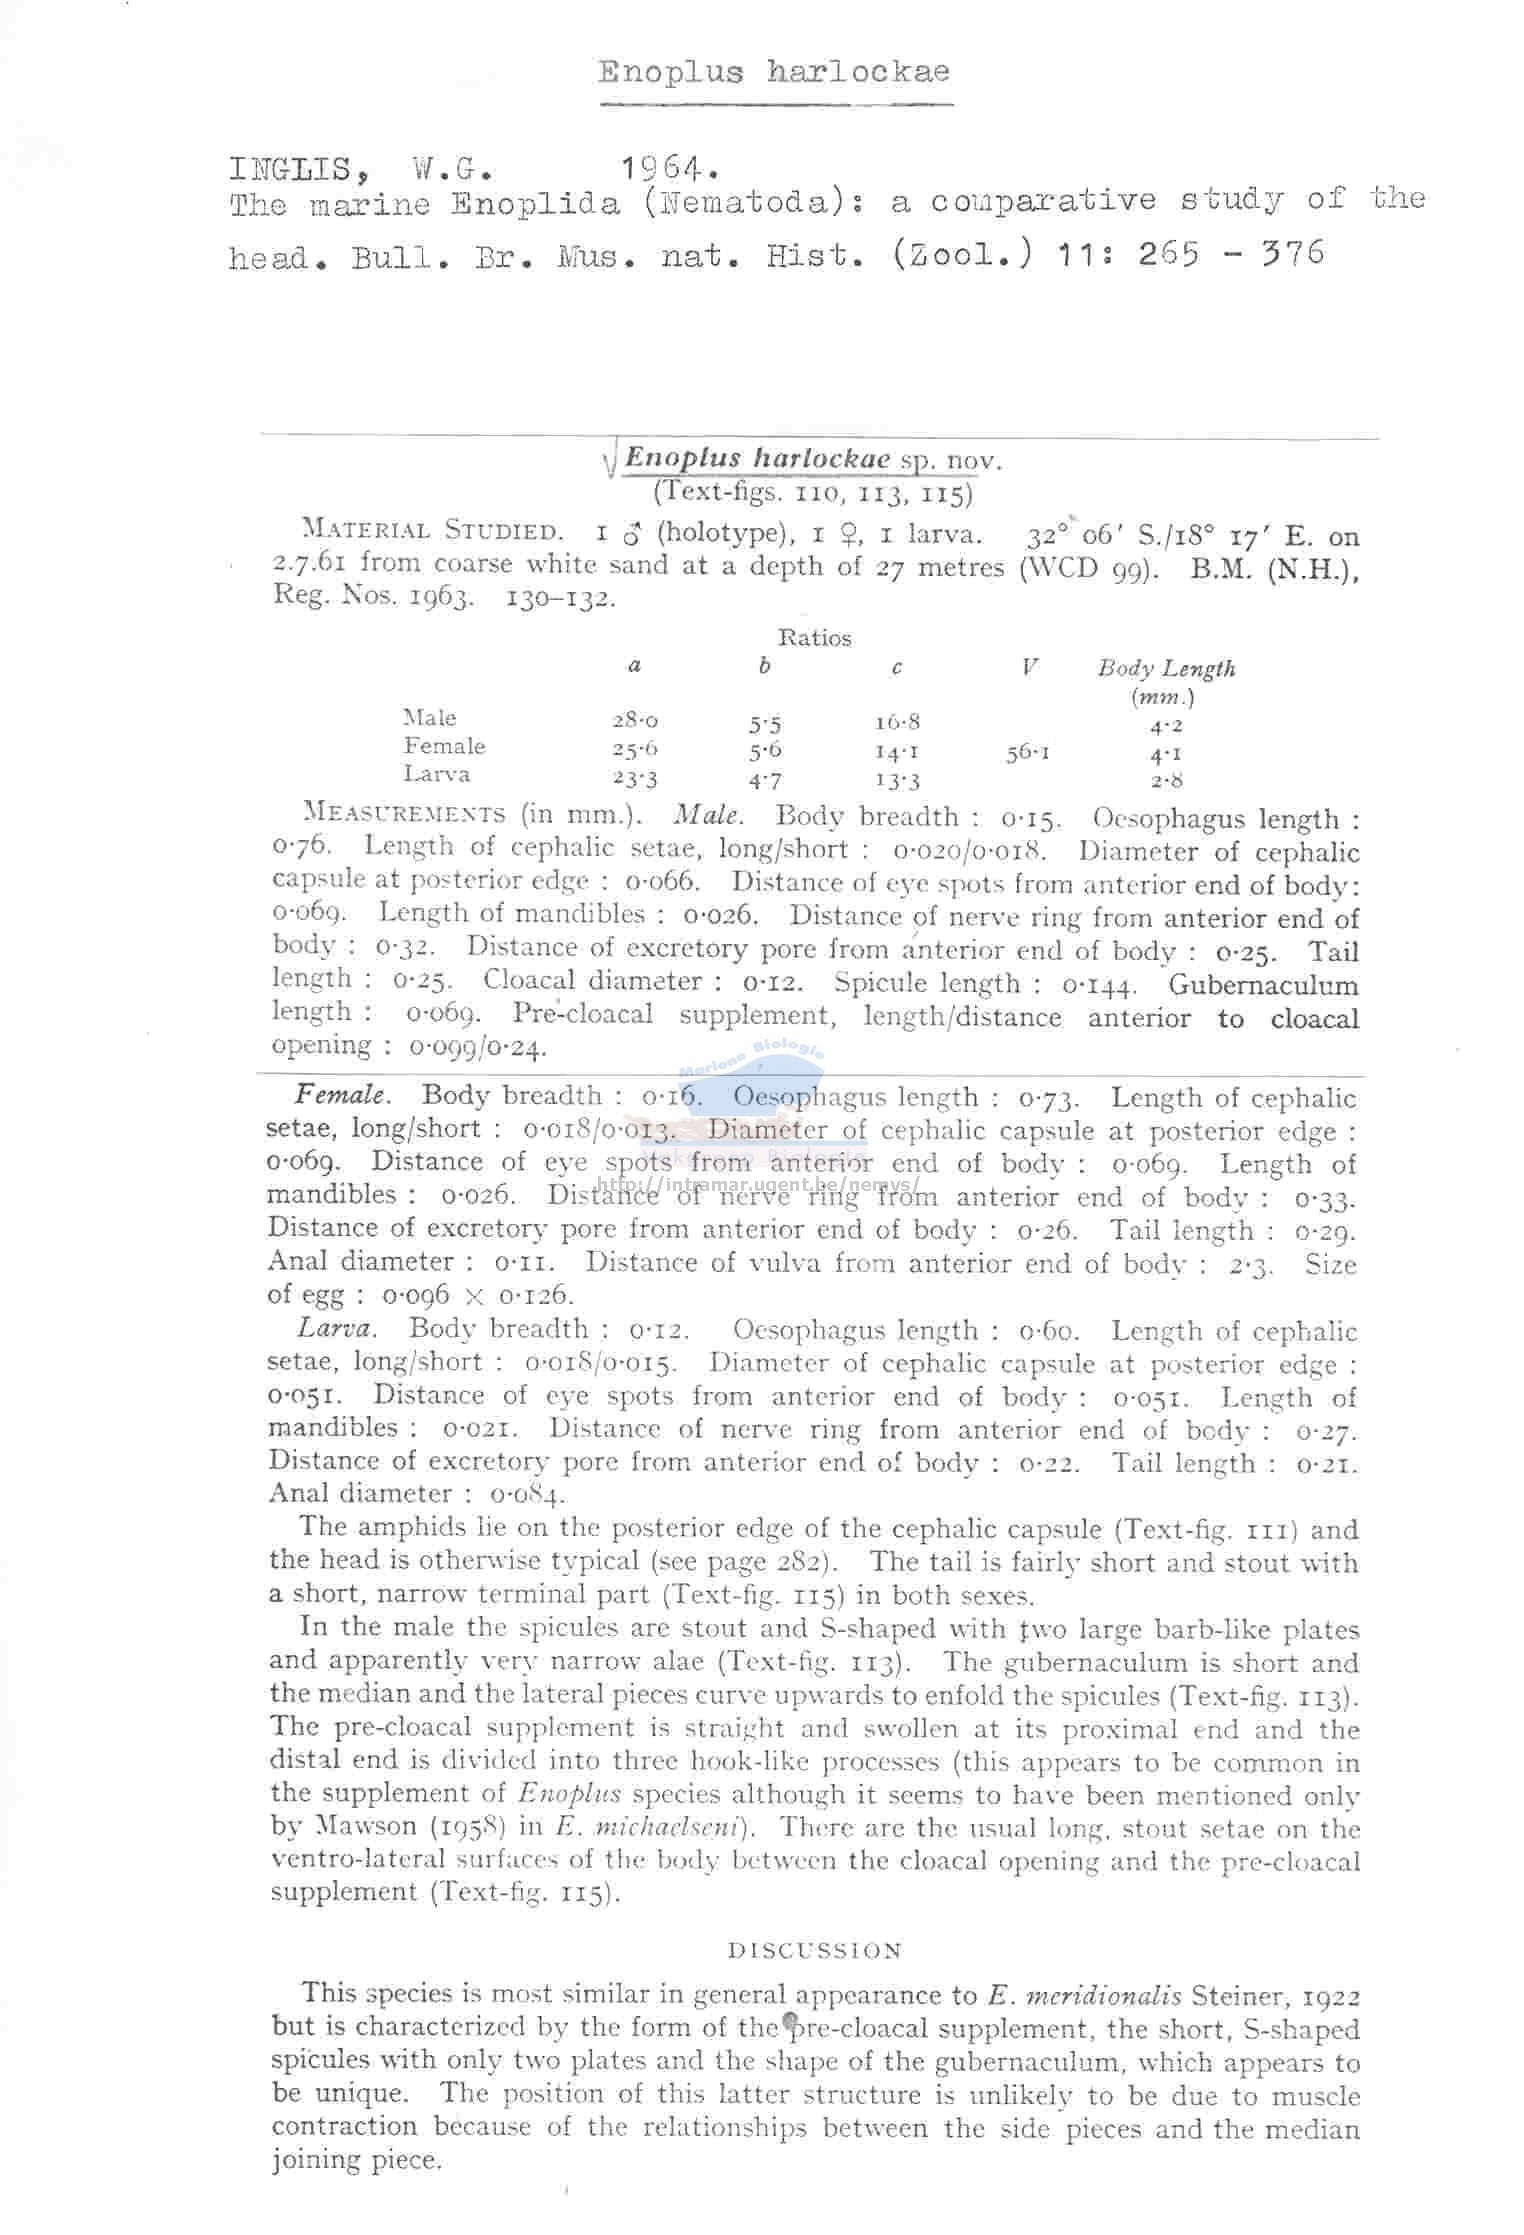 Enoplus harlockae
INGLIS, W.G. 1964.
The marine Enoplida (Nematoda): a comparative study of the
head. Bull. Br. Mus. nat. Hist. (Zool.) 11: 265 - 376
Enoplus harlockae sp. nov.
(Text-figs. 110, 113, 115)
MATERIAL STUDIED. 1 ♂ (holotype), 1 ♀, 1 larva. 32° 06′ S./18° 17′ E. on
2.7.61 from coarse white sand at a depth of 27 metres (WCD 99). B.M. (N.H.),
Reg. Nos. 1963. 130–132.
Ratios
a b c V Body Length
(mm.)
Male 28·0 5·5 16·8 4·2
Female 25·6 5·6 14·1 56·1 4·1
Larva 23·3 4·7 13·3 2·8
MEASUREMENTS (in mm.). Male. Body breadth : 0·15. Oesophagus length :
0·76. Length of cephalic setae, long/short : 0·020/0·018. Diameter of cephalic
capsule at posterior edge : 0·066. Distance of eye spots from anterior end of body:
0·069. Length of mandibles : 0·026. Distance of nerve ring from anterior end of
body : 0·32. Distance of excretory pore from anterior end of body : 0·25. Tail
length : 0·25. Cloacal diameter : 0·12. Spicule length : 0·144. Gubernaculum
length : 0·069. Pre-cloacal supplement, length/distance anterior to cloacal
opening : 0·099/0·24.
Mariene Biologie
Female. Body breadth : 0·16. Oesophagus length : 0·73. Length of cephalic
setae, long/short : 0·018/0·013. Diameter of cephalic capsule at posterior edge :
0·069. Distance of eye spots from anterior end of body : 0·069. Length of
Vakgroep Biologie
mandibles : 0·026. Distance of nerve ring from anterior end of body : 0·33.
http://intramar.ugent.be/nemys/
Distance of excretory pore from anterior end of body : 0·26. Tail length : 0·29.
Anal diameter : 0·11. Distance of vulva from anterior end of body : 2·3. Size
of egg : 0·096 × 0·126.
Larva. Body breadth : 0·12. Oesophagus length : 0·60. Length of cephalic
setae, long/short : 0·018/0·015. Diameter of cephalic capsule at posterior edge :
0·051. Distance of eye spots from anterior end of body : 0·051. Length of
mandibles : 0·021. Distance of nerve ring from anterior end of body : 0·27.
Distance of excretory pore from anterior end of body : 0·22. Tail length : 0·21.
Anal diameter : 0·084.
The amphids lie on the posterior edge of the cephalic capsule (Text-fig. 111) and
the head is otherwise typical (see page 282). The tail is fairly short and stout with
a short, narrow terminal part (Text-fig. 115) in both sexes.
In the male the spicules are stout and S-shaped with two large barb-like plates
and apparently very narrow alae (Text-fig. 113). The gubernaculum is short and
the median and the lateral pieces curve upwards to enfold the spicules (Text-fig. 113).
The pre-cloacal supplement is straight and swollen at its proximal end and the
distal end is divided into three hook-like processes (this appears to be common in
the supplement of Enoplus species although it seems to have been mentioned only
by Mawson (1958) in E. michaelseni). There are the usual long, stout setae on the
ventro-lateral surfaces of the body between the cloacal opening and the pre-cloacal
supplement (Text-fig. 115).
DISCUSSION
This species is most similar in general appearance to E. meridionalis Steiner, 1922
but is characterized by the form of the pre-cloacal supplement, the short, S-shaped
spicules with only two plates and the shape of the gubernaculum, which appears to
be unique. The position of this latter structure is unlikely to be due to muscle
contraction because of the relationships between the side pieces and the median
joining piece.